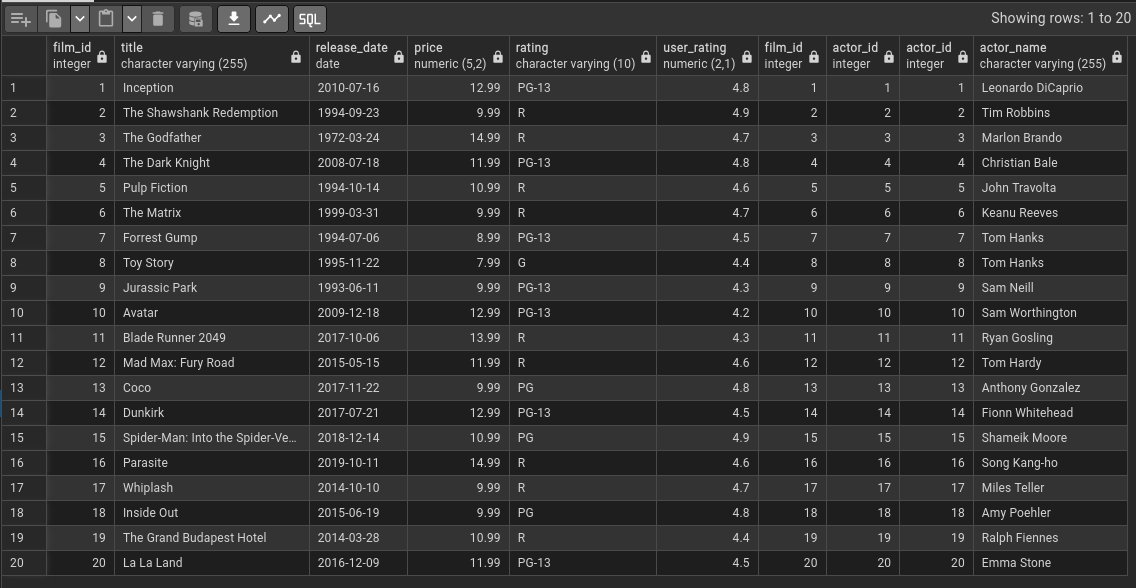 SQL Showing rows: 1 to 20
film_id title release_date price rating user_rating film_id actor_id actor_id actor_name
integer character varying (255) date numeric (5,2) character varying (10) numeric (2,1) integer integer integer character varying (255)
1 1 Inception 2010-07-16 12.99 PG-13 4.8 1 1 1 Leonardo DiCaprio
2 2 The Shawshank Redemption 1994-09-23 9.99 R 4.9 2 2 2 Tim Robbins
3 3 The Godfather 1972-03-24 14.99 R 4.7 3 3 3 Marlon Brando
4 4 The Dark Knight 2008-07-18 11.99 PG-13 4.8 4 4 4 Christian Bale
5 5 Pulp Fiction 1994-10-14 10.99 R 4.6 5 5 5 John Travolta
6 6 The Matrix 1999-03-31 9.99 R 4.7 6 6 6 Keanu Reeves
7 7 Forrest Gump 1994-07-06 8.99 PG-13 4.5 7 7 7 Tom Hanks
8 8 Toy Story 1995-11-22 7.99 G 4.4 8 8 8 Tom Hanks
9 9 Jurassic Park 1993-06-11 9.99 PG-13 4.3 9 9 9 Sam Neill
10 10 Avatar 2009-12-18 12.99 PG-13 4.2 10 10 10 Sam Worthington
11 11 Blade Runner 2049 2017-10-06 13.99 R 4.3 11 11 11 Ryan Gosling
12 12 Mad Max: Fury Road 2015-05-15 11.99 R 4.6 12 12 12 Tom Hardy
13 13 Coco 2017-11-22 9.99 PG 4.8 13 13 13 Anthony Gonzalez
14 14 Dunkirk 2017-07-21 12.99 PG-13 4.5 14 14 14 Fionn Whitehead
15 15 Spider-Man: Into the Spider-Ve... 2018-12-14 10.99 PG 4.9 15 15 15 Shameik Moore
16 16 Parasite 2019-10-11 14.99 R 4.6 16 16 16 Song Kang-ho
17 17 Whiplash 2014-10-10 9.99 R 4.7 17 17 17 Miles Teller
18 18 Inside Out 2015-06-19 9.99 PG 4.8 18 18 18 Amy Poehler
19 19 The Grand Budapest Hotel 2014-03-28 10.99 R 4.4 19 19 19 Ralph Fiennes
20 20 La La Land 2016-12-09 11.99 PG-13 4.5 20 20 20 Emma Stone